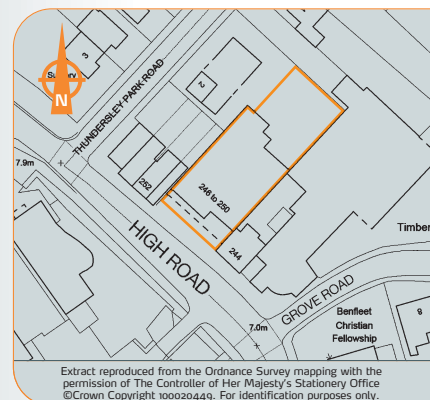 3
Surgery
N
THUNDERSLEY PARK ROAD
2
7.9m
252
246 to 250
HIGH ROAD
244
Timber
GROVE ROAD
7.0m
Benfleet
Christian
Fellowship
8
Extract reproduced from the Ordnance Survey mapping with the
permission of The Controller of Her Majesty's Stationery Office
©Crown Copyright 100020449. For identification purposes only.